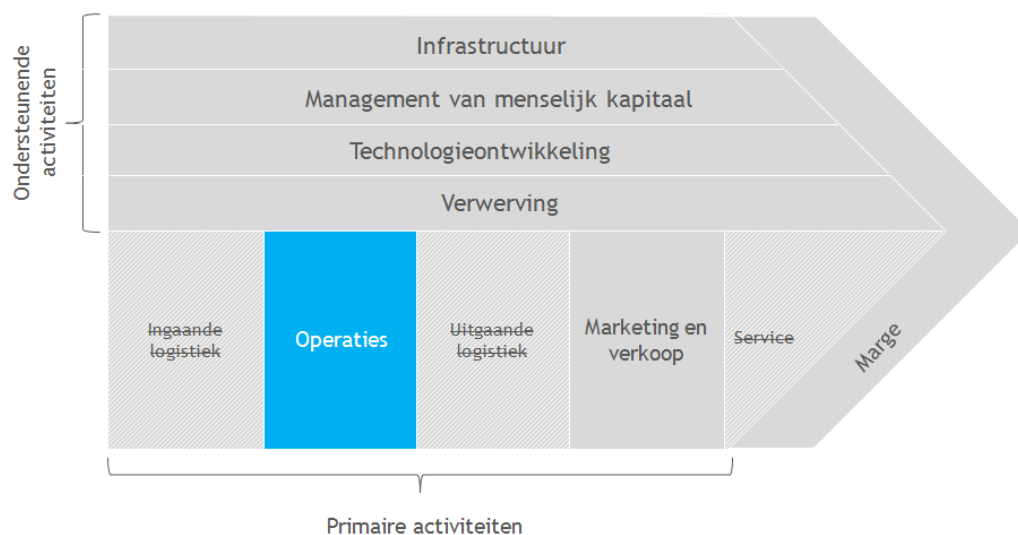 Ondersteunende
activiteiten
Infrastructuur
Management van menselijk kapitaal
Technologieontwikkeling
Verwerving
Ingaande
logistiek
Operaties
Uitgaande
logistiek
Marketing en
verkoop
Service
Marge
Primaire activiteiten